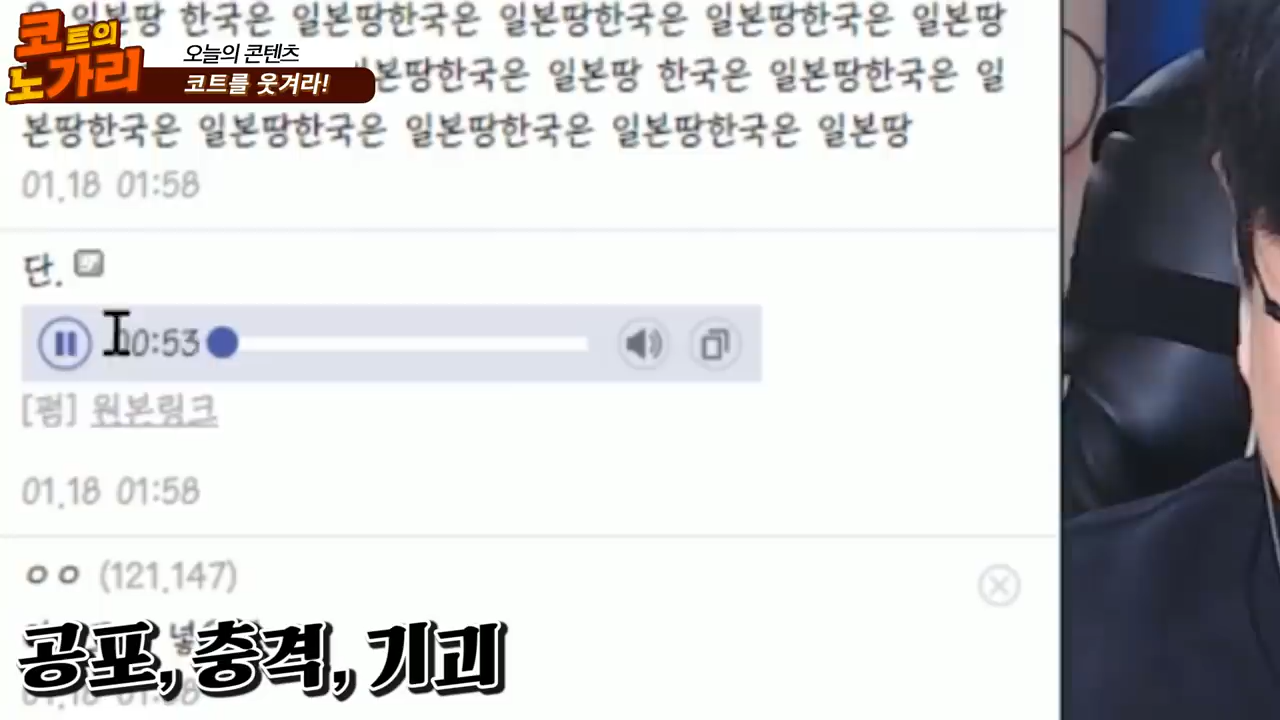 코트의
노가리
오늘의 콘텐츠
코트를 웃겨라!
일본땅 한국은 일본땅한국은 일본땅한국은 일본땅한국은 일본땅
본땅한국은 일본땅 한국은 일본땅한국은 일
본땅한국은 일본땅한국은 일본땅한국은 일본땅한국은 일본땅
01.18 01:58
단.
00:53
[펌] 원본링크
01.18 01:58
ㅇㅇ (121.147)
공포, 충격, 기괴